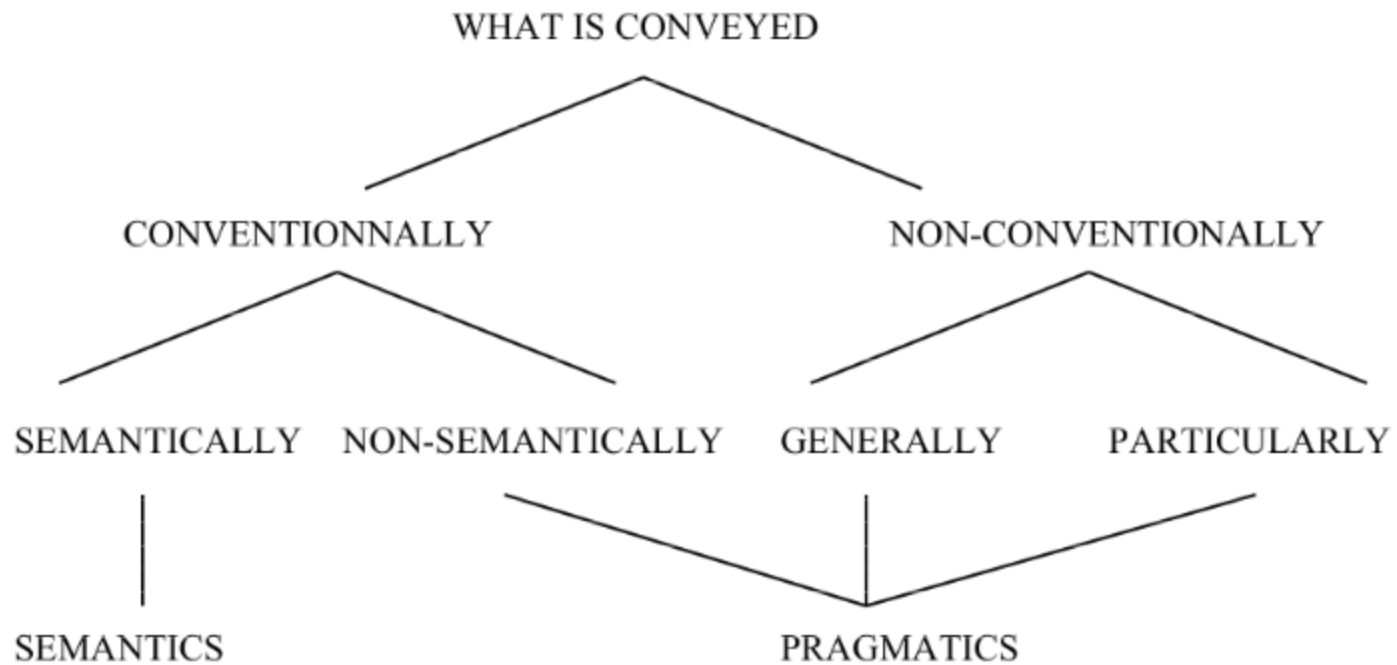 WHAT IS CONVEYED
CONVENTIONNALLY NON-CONVENTIONALLY
SEMANTICALLY NON-SEMANTICALLY GENERALLY PARTICULARLY
SEMANTICS PRAGMATICS